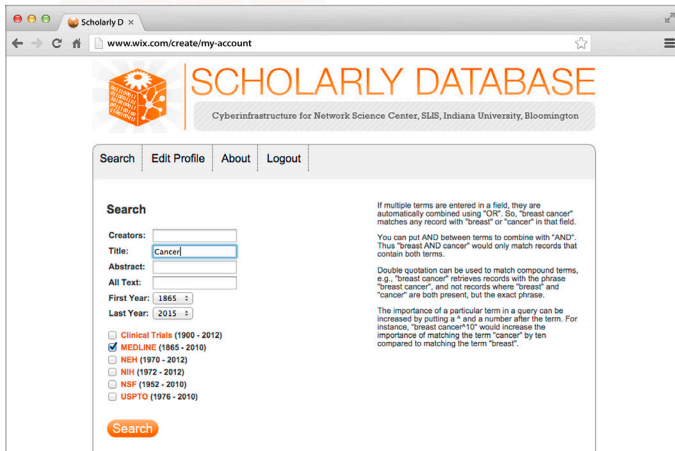 Scholarly D ×
www.wix.com/create/my-account
SCHOLARLY DATABASE
Cyberinfrastructure for Network Science Center, SLIS, Indiana University, Bloomington
Search
Edit Profile
About
Logout
Search
Creators:
Title: Cancer
Abstract:
All Text:
First Year: 1865
Last Year: 2015
Clinical Trials (1900 - 2012)
MEDLINE (1865 - 2010)
NEH (1970 - 2012)
NIH (1972 - 2012)
NSF (1952 - 2010)
USPTO (1976 - 2010)
Search
If multiple terms are entered in a field, they are
automatically combined using "OR". So, "breast cancer"
matches any record with "breast" or "cancer" in that field.
You can put AND between terms to combine with "AND".
Thus "breast AND cancer" would only match records that
contain both terms.
Double quotation can be used to match compound terms,
e.g., "breast cancer" retrieves records with the phrase
"breast cancer", and not records where "breast" and
"cancer" are both present, but the exact phrase.
The importance of a particular term in a query can be
increased by putting a ^ and a number after the term. For
instance, "breast cancer^10" would increase the
importance of matching the term "cancer" by ten
compared to matching the term "breast".